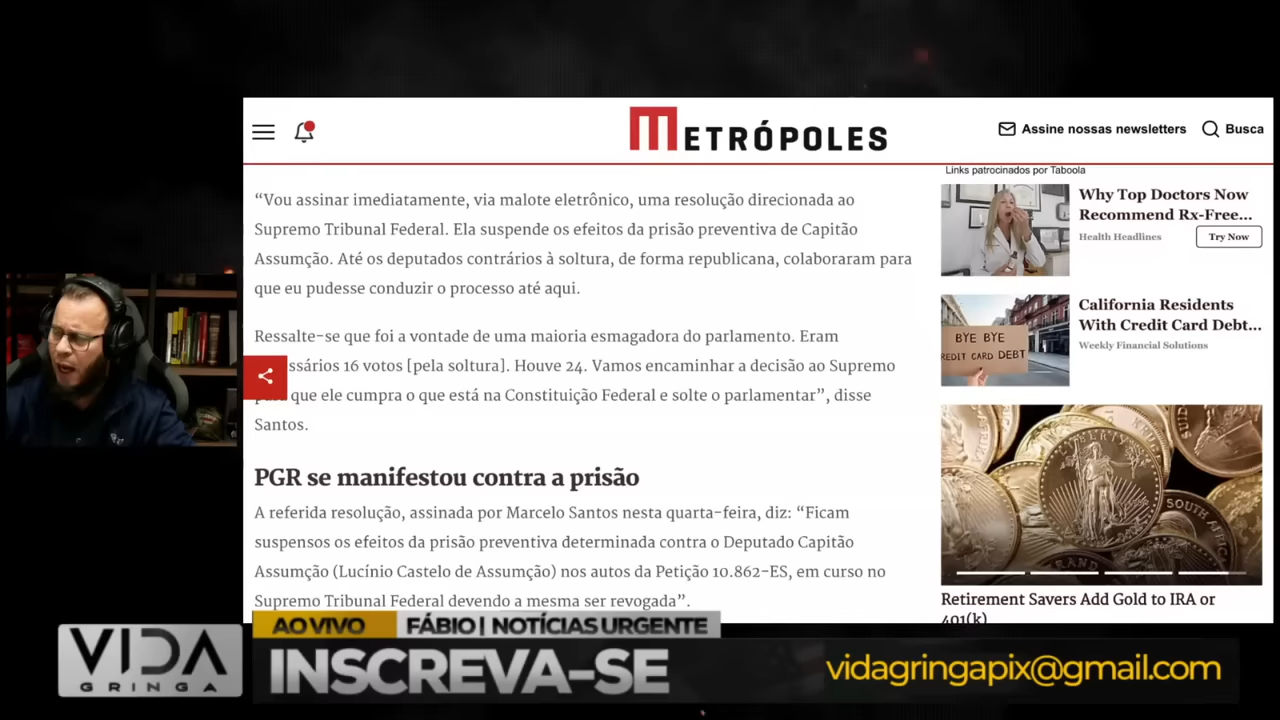 METRÓPOLES
Assine nossas newsletters
Busca
“Vou assinar imediatamente, via malote eletrônico, uma resolução direcionada ao
Supremo Tribunal Federal. Ela suspende os efeitos da prisão preventiva de Capitão
Assumção. Até os deputados contrários à soltura, de forma republicana, colaboraram para
que eu pudesse conduzir o processo até aqui.
Ressalte-se que foi a vontade de uma maioria esmagadora do parlamento. Eram
ssários 16 votos [pela soltura]. Houve 24. Vamos encaminhar a decisão ao Supremo
que ele cumpra o que está na Constituição Federal e solte o parlamentar”, disse
Santos.
PGR se manifestou contra a prisão
A referida resolução, assinada por Marcelo Santos nesta quarta-feira, diz: “Ficam
suspensos os efeitos da prisão preventiva determinada contra o Deputado Capitão
Assumção (Lucínio Castelo de Assumção) nos autos da Petição 10.862-ES, em curso no
Supremo Tribunal Federal devendo a mesma ser revogada”.
Links patrocinados por Taboola
Why Top Doctors Now
Recommend Rx-Free...
Health Headlines
Try Now
California Residents
With Credit Card Debt...
Weekly Financial Solutions
BYE BYE
REDIT CARD DEBT
LIBERTY
SOUTH AFRIC
Retirement Savers Add Gold to IRA or
401(k)
AO VIVO
FÁBIO | NOTÍCIAS URGENTE
VIDA
GRINGA
INSCREVA-SE
vidagringapix@gmail.com